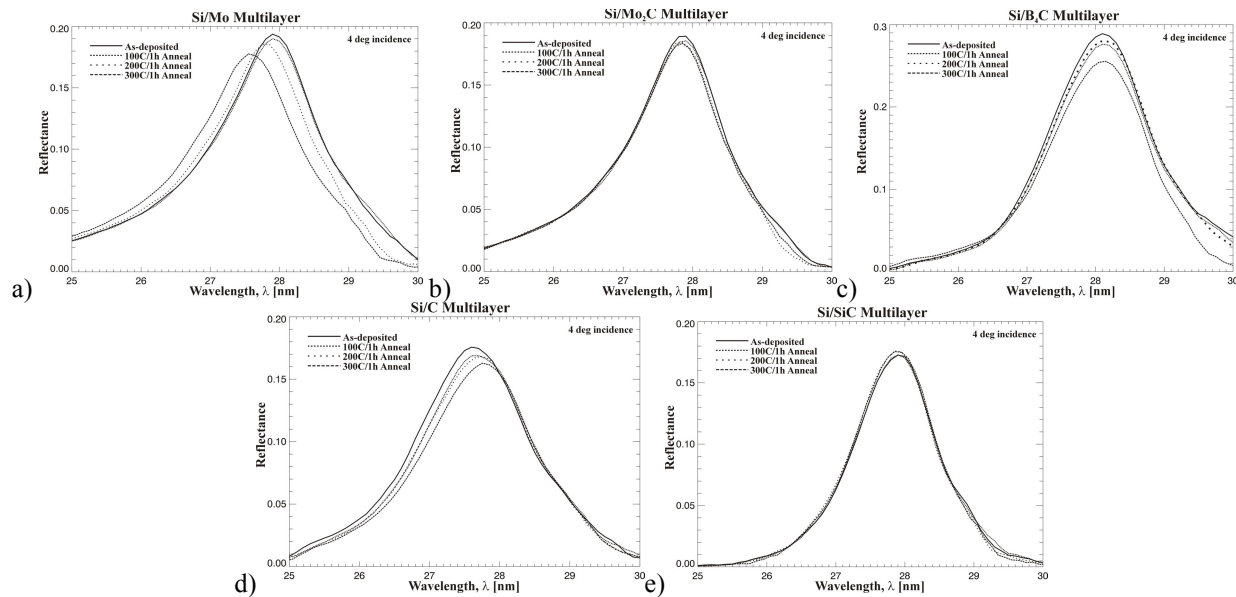 Si/Mo Multilayer
4 deg incidence
As-deposited
100C/1h Anneal
200C/1h Anneal
300C/1h Anneal
0.20
0.15
0.10
0.05
0.00
Reflectance
25 26 27 28 29 30
Wavelength, λ [nm]
a)
Si/Mo₂C Multilayer
4 deg incidence
As-deposited
100C/1h Anneal
200C/1h Anneal
300C/1h Anneal
0.20
0.15
0.10
0.05
0.00
Reflectance
25 26 27 28 29 30
Wavelength, λ [nm]
b)
Si/B₄C Multilayer
4 deg incidence
As-deposited
100C/1h Anneal
200C/1h Anneal
300C/1h Anneal
0.3
0.2
0.1
0.0
Reflectance
25 26 27 28 29 30
Wavelength, λ [nm]
c)
Si/C Multilayer
4 deg incidence
As-deposited
100C/1h Anneal
200C/1h Anneal
300C/1h Anneal
0.20
0.15
0.10
0.05
0.00
Reflectance
25 26 27 28 29 30
Wavelength, λ [nm]
d)
Si/SiC Multilayer
4 deg incidence
As-deposited
100C/1h Anneal
200C/1h Anneal
300C/1h Anneal
0.20
0.15
0.10
0.05
0.00
Reflectance
25 26 27 28 29 30
Wavelength, λ [nm]
e)